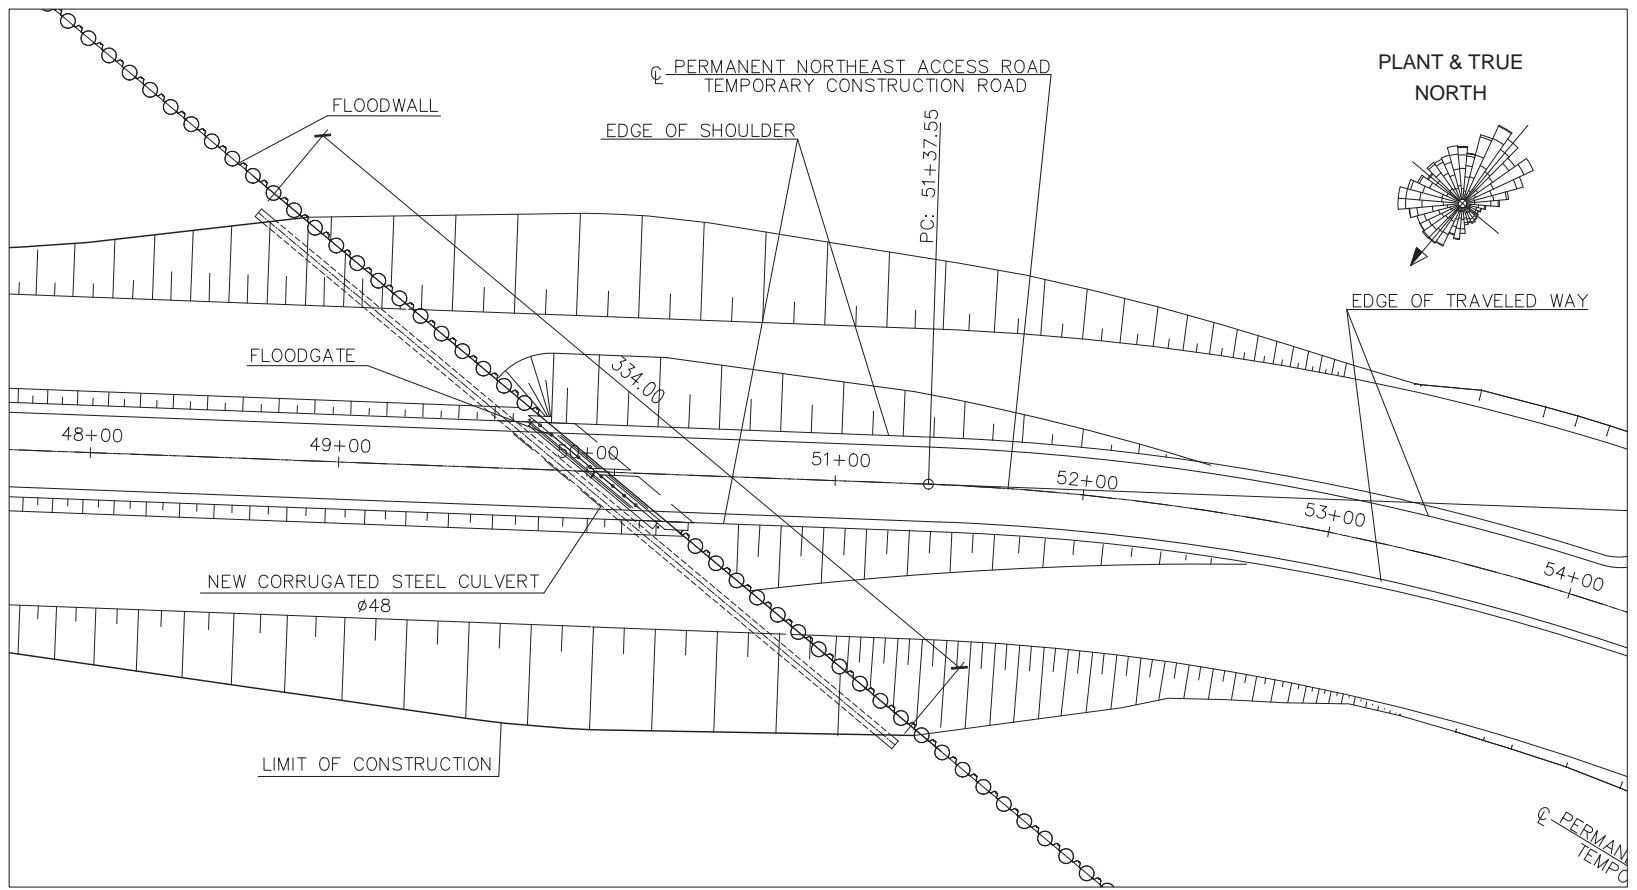 PLANT & TRUE
NORTH
℄ PERMANENT NORTHEAST ACCESS ROAD
TEMPORARY CONSTRUCTION ROAD
FLOODWALL
EDGE OF SHOULDER
PC: 51+37.55
EDGE OF TRAVELED WAY
FLOODGATE
334.00
48+00
49+00
50+00
51+00
52+00
53+00
54+00
NEW CORRUGATED STEEL CULVERT
ø48
LIMIT OF CONSTRUCTION
℄ PERMAN
TEMPO